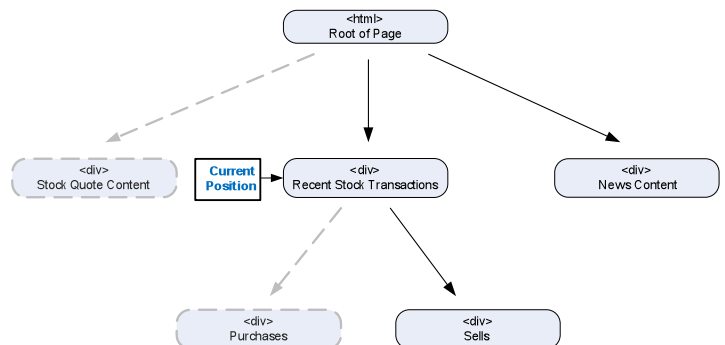 <html>
Root of Page
<div>
Stock Quote Content
Current
Position
<div>
Recent Stock Transactions
<div>
News Content
<div>
Purchases
<div>
Sells